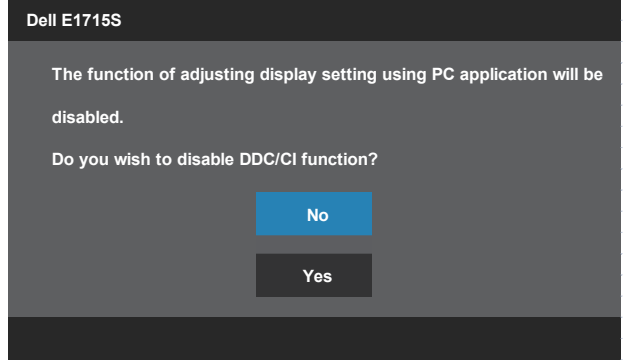 Dell E1715S
The function of adjusting display setting using PC application will be
disabled.
Do you wish to disable DDC/CI function?
No
Yes